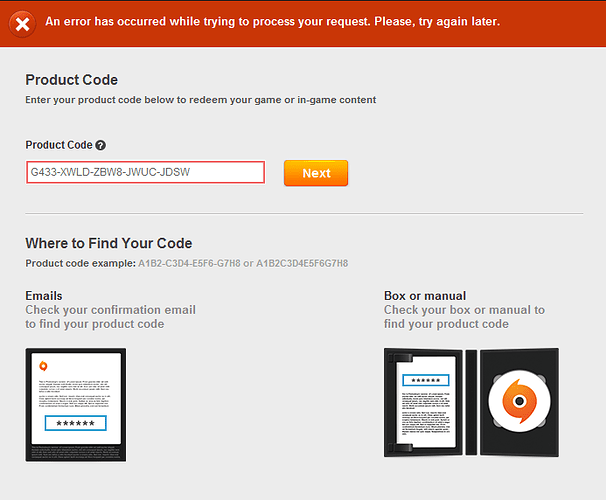 An error has occurred while trying to process your request. Please, try again later.
Product Code
Enter your product code below to redeem your game or in-game content
Product Code ?
G433-XWLD-ZBW8-JWUC-JDSW
Next
Where to Find Your Code
Product code example: A1B2-C3D4-E5F6-G7H8 or A1B2C3D4E5F6G7H8
Emails
Check your confirmation email
to find your product code
Box or manual
Check your box or manual to
find your product code
******
******